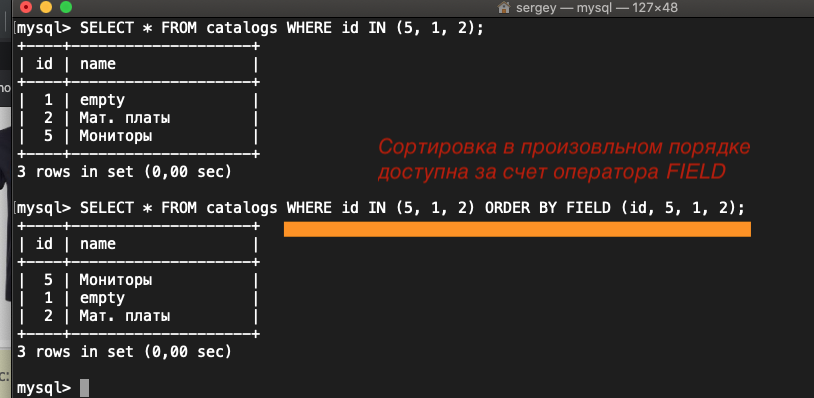 sergey — mysql — 127×48
mysql> SELECT * FROM catalogs WHERE id IN (5, 1, 2);
+----+--------------------+
| id | name               |
+----+--------------------+
|  1 | empty              |
|  2 | Мат. платы         |
|  5 | Мониторы           |
+----+--------------------+
3 rows in set (0,00 sec)
Сортировка в произовльном порядке
доступна за счет оператора FIELD
mysql> SELECT * FROM catalogs WHERE id IN (5, 1, 2) ORDER BY FIELD (id, 5, 1, 2);
+----+--------------------+
| id | name               |
+----+--------------------+
|  5 | Мониторы           |
|  1 | empty              |
|  2 | Мат. платы         |
+----+--------------------+
3 rows in set (0,00 sec)
mysql>